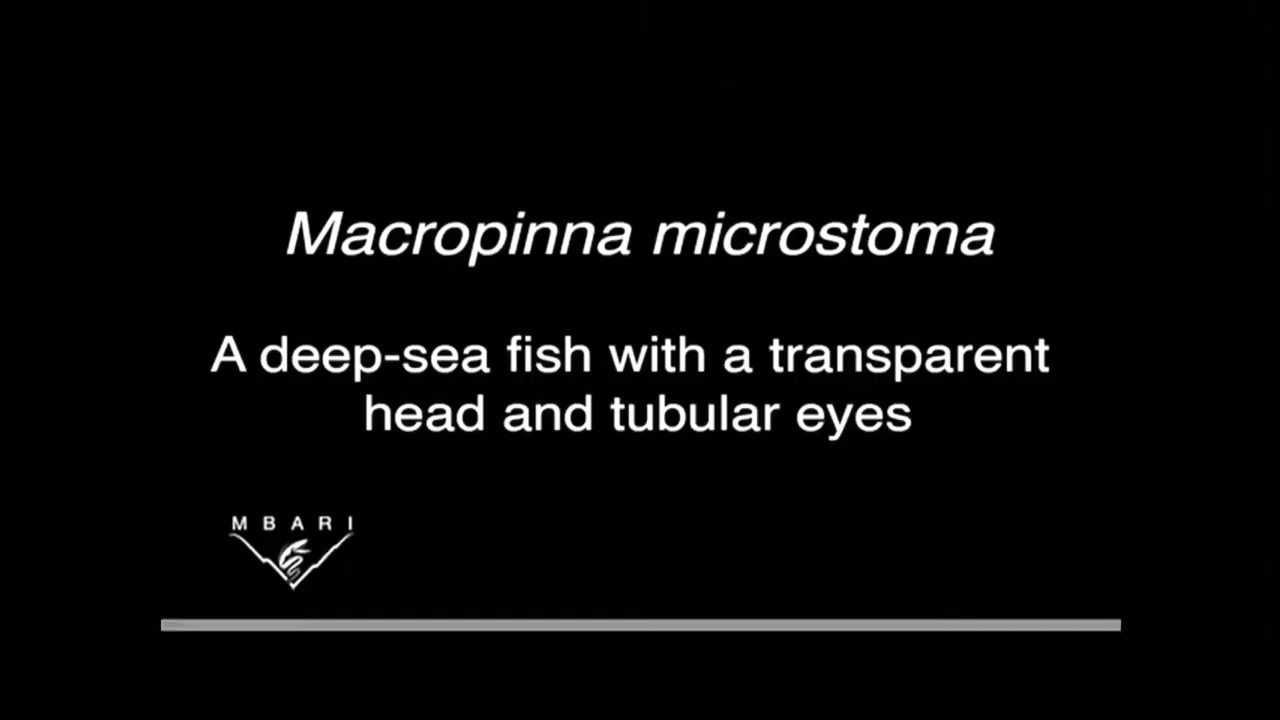 Macropinna microstoma
A deep-sea fish with a transparent
head and tubular eyes
MBARI